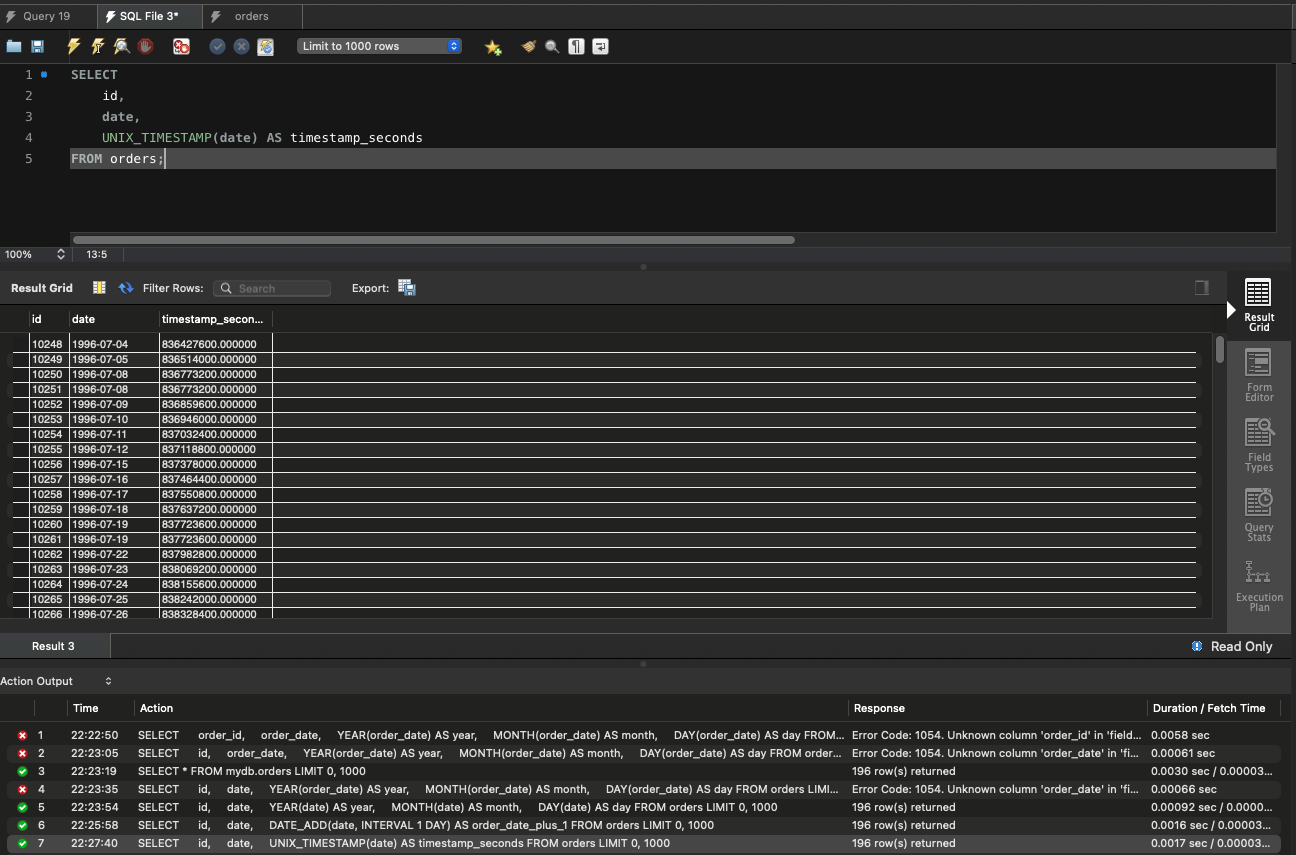 Query 19 SQL File 3* orders
Limit to 1000 rows
1 SELECT
2 id,
3 date,
4 UNIX_TIMESTAMP(date) AS timestamp_seconds
5 FROM orders;
100% 13:5
Result Grid Filter Rows: Search Export:
id date timestamp_secon...
10248 1996-07-04 836427600.000000
10249 1996-07-05 836514000.000000
10250 1996-07-08 836773200.000000
10251 1996-07-08 836773200.000000
10252 1996-07-09 836859600.000000
10253 1996-07-10 836946000.000000
10254 1996-07-11 837032400.000000
10255 1996-07-12 837118800.000000
10256 1996-07-15 837378000.000000
10257 1996-07-16 837464400.000000
10258 1996-07-17 837550800.000000
10259 1996-07-18 837637200.000000
10260 1996-07-19 837723600.000000
10261 1996-07-19 837723600.000000
10262 1996-07-22 837982800.000000
10263 1996-07-23 838069200.000000
10264 1996-07-24 838155600.000000
10265 1996-07-25 838242000.000000
10266 1996-07-26 838328400.000000
Result
Grid
Form
Editor
Field
Types
Query
Stats
Execution
Plan
Result 3 Read Only
Action Output
Time Action Response Duration / Fetch Time
1 22:22:50 SELECT order_id, order_date, YEAR(order_date) AS year, MONTH(order_date) AS month, DAY(order_date) AS day FROM... Error Code: 1054. Unknown column 'order_id' in 'field... 0.0058 sec
2 22:23:05 SELECT id, order_date, YEAR(order_date) AS year, MONTH(order_date) AS month, DAY(order_date) AS day FROM order... Error Code: 1054. Unknown column 'order_date' in 'fi... 0.00061 sec
3 22:23:19 SELECT * FROM mydb.orders LIMIT 0, 1000 196 row(s) returned 0.0030 sec / 0.00003...
4 22:23:35 SELECT id, date, YEAR(order_date) AS year, MONTH(order_date) AS month, DAY(order_date) AS day FROM orders LIMI... Error Code: 1054. Unknown column 'order_date' in 'fi... 0.00066 sec
5 22:23:54 SELECT id, date, YEAR(date) AS year, MONTH(date) AS month, DAY(date) AS day FROM orders LIMIT 0, 1000 196 row(s) returned 0.00092 sec / 0.0000...
6 22:25:58 SELECT id, date, DATE_ADD(date, INTERVAL 1 DAY) AS order_date_plus_1 FROM orders LIMIT 0, 1000 196 row(s) returned 0.0016 sec / 0.00003...
7 22:27:40 SELECT id, date, UNIX_TIMESTAMP(date) AS timestamp_seconds FROM orders LIMIT 0, 1000 196 row(s) returned 0.0017 sec / 0.00003...